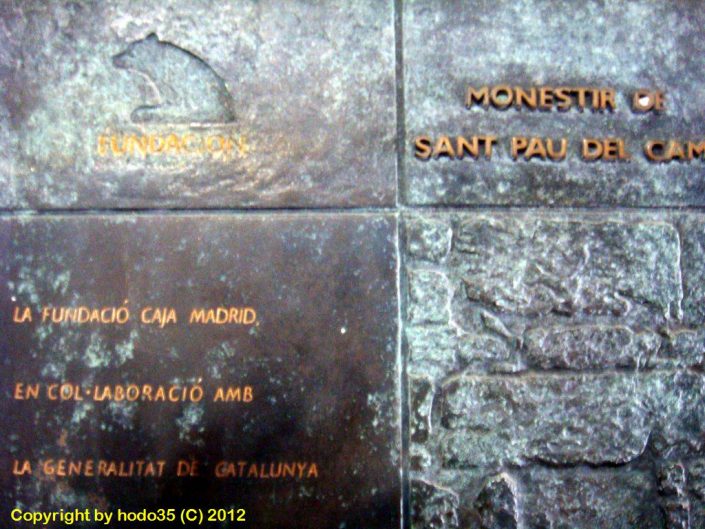 FUNDACION
MONESTIR DE
SANT PAU DEL CAM
LA FUNDACIÓ CAJA MADRID,
EN COL·LABORACIÓ AMB
LA GENERALITAT DE CATALUNYA
Copyright by hodo35 (C) 2012